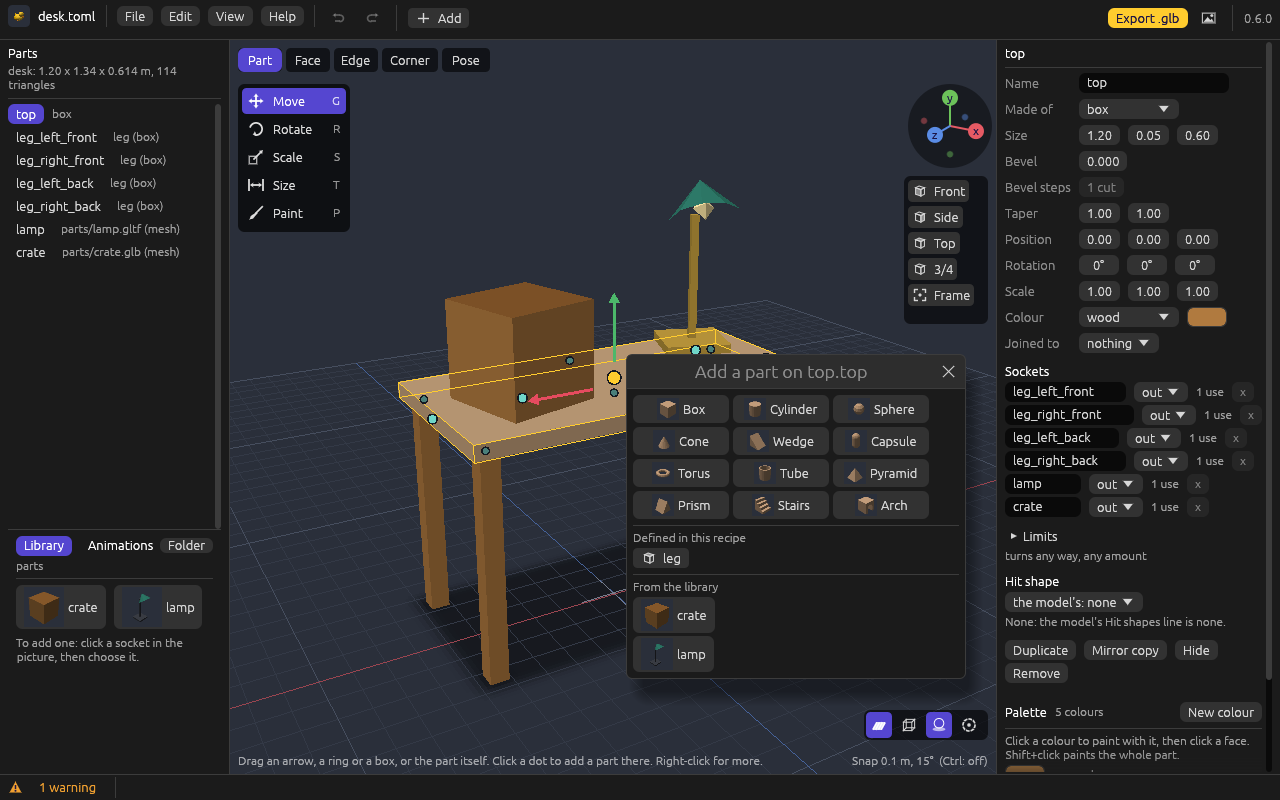 desk.toml File Edit View Help + Add Export .glb 0.6.0
Parts
desk: 1.20 x 1.34 x 0.614 m, 114
triangles
top box
leg_left_front leg (box)
leg_right_front leg (box)
leg_left_back leg (box)
leg_right_back leg (box)
lamp parts/lamp.gltf (mesh)
crate parts/crate.glb (mesh)
Library Animations Folder
parts
crate lamp
To add one: click a socket in the
picture, then choose it.
Part Face Edge Corner Pose
Move G
Rotate R
Scale S
Size T
Paint P
y
x
z
Front
Side
Top
3/4
Frame
Add a part on top.top
Box Cylinder Sphere
Cone Wedge Capsule
Torus Tube Pyramid
Prism Stairs Arch
Defined in this recipe
leg
From the library
crate
lamp
Drag an arrow, a ring or a box, or the part itself. Click a dot to add a part there. Right-click for more.
Snap 0.1 m, 15° (Ctrl: off)
top
Name top
Made of box
Size 1.20 0.05 0.60
Bevel 0.000
Bevel steps 1 cut
Taper 1.00 1.00
Position 0.00 0.00 0.00
Rotation 0° 0° 0°
Scale 1.00 1.00 1.00
Colour wood
Joined to nothing
Sockets
leg_left_front out 1 use x
leg_right_front out 1 use x
leg_left_back out 1 use x
leg_right_back out 1 use x
lamp out 1 use x
crate out 1 use x
Limits
turns any way, any amount
Hit shape
the model's: none
None: the model's Hit shapes line is none.
Duplicate Mirror copy Hide
Remove
Palette 5 colours New colour
Click a colour to paint with it, then click a face.
Shift+click paints the whole part.
1 warning